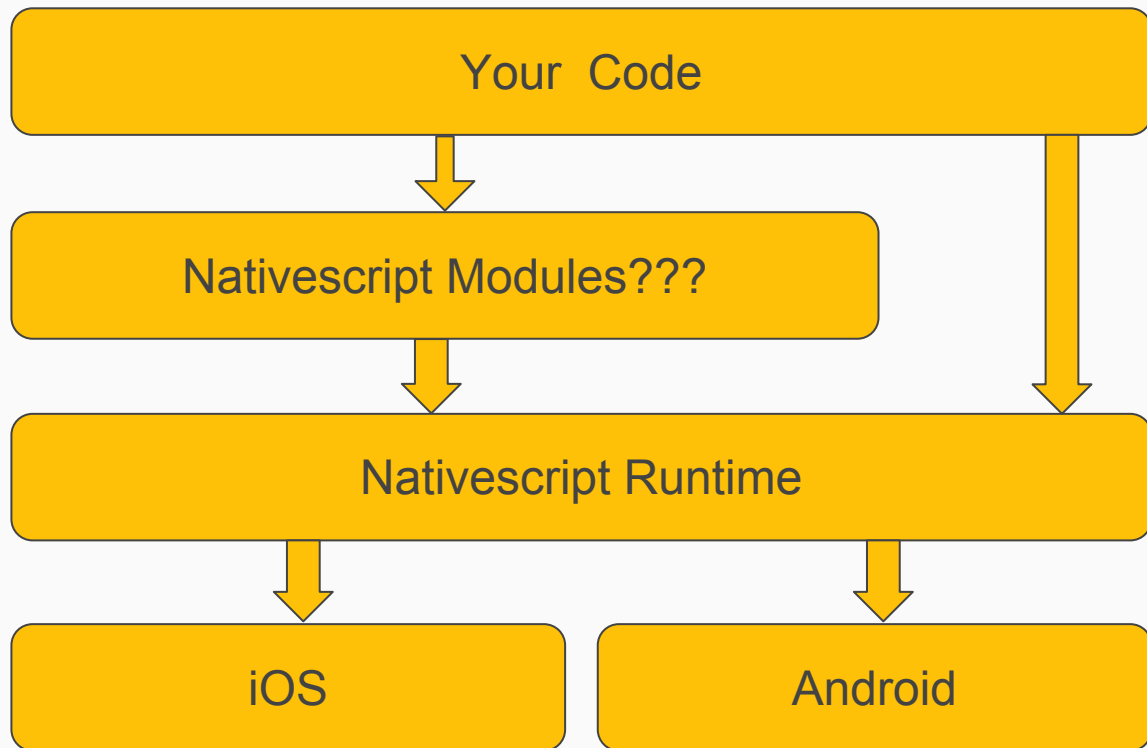 Your Code
Nativescript Modules???
Nativescript Runtime
iOS
Android